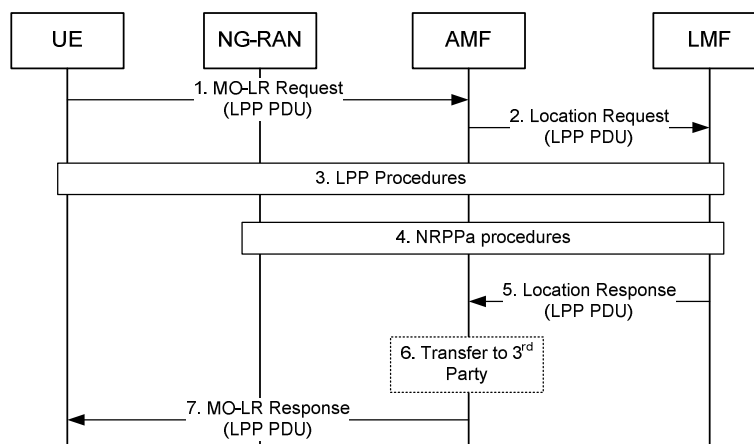 UE
NG-RAN
AMF
LMF
1. MO-LR Request
(LPP PDU)
2. Location Request
(LPP PDU)
3. LPP Procedures
4. NRPPa procedures
5. Location Response
(LPP PDU)
6. Transfer to 3rd
Party
7. MO-LR Response
(LPP PDU)